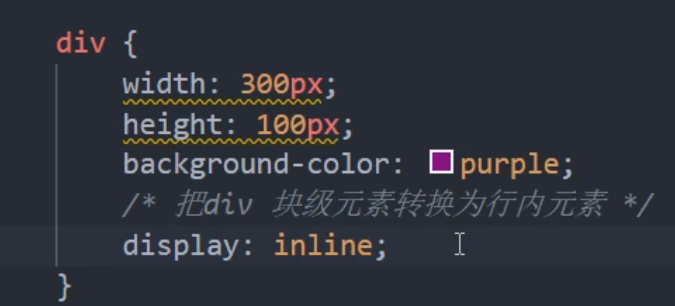 div {
width: 300px;
height: 100px;
background-color: purple;
/* 把div 块级元素转换为行内元素 */
display: inline;
}